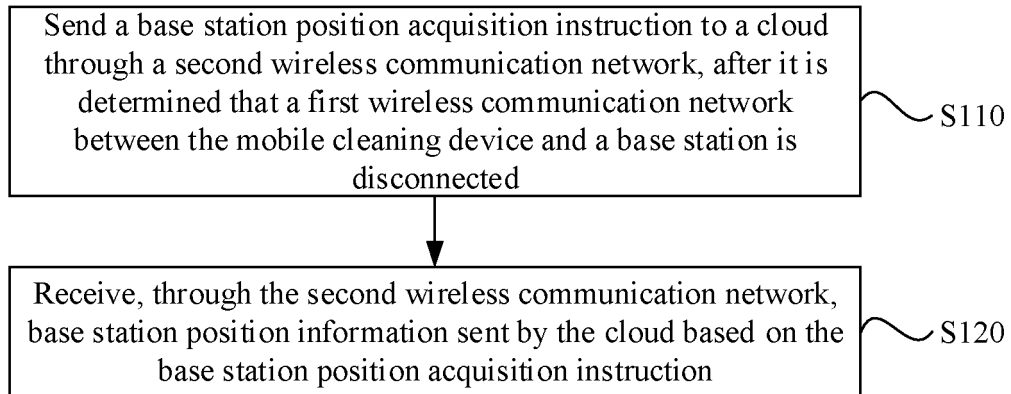 Send a base station position acquisition instruction to a cloud
through a second wireless communication network, after it is
determined that a first wireless communication network
between the mobile cleaning device and a base station is
disconnected
S110
Receive, through the second wireless communication network,
base station position information sent by the cloud based on the
base station position acquisition instruction
S120